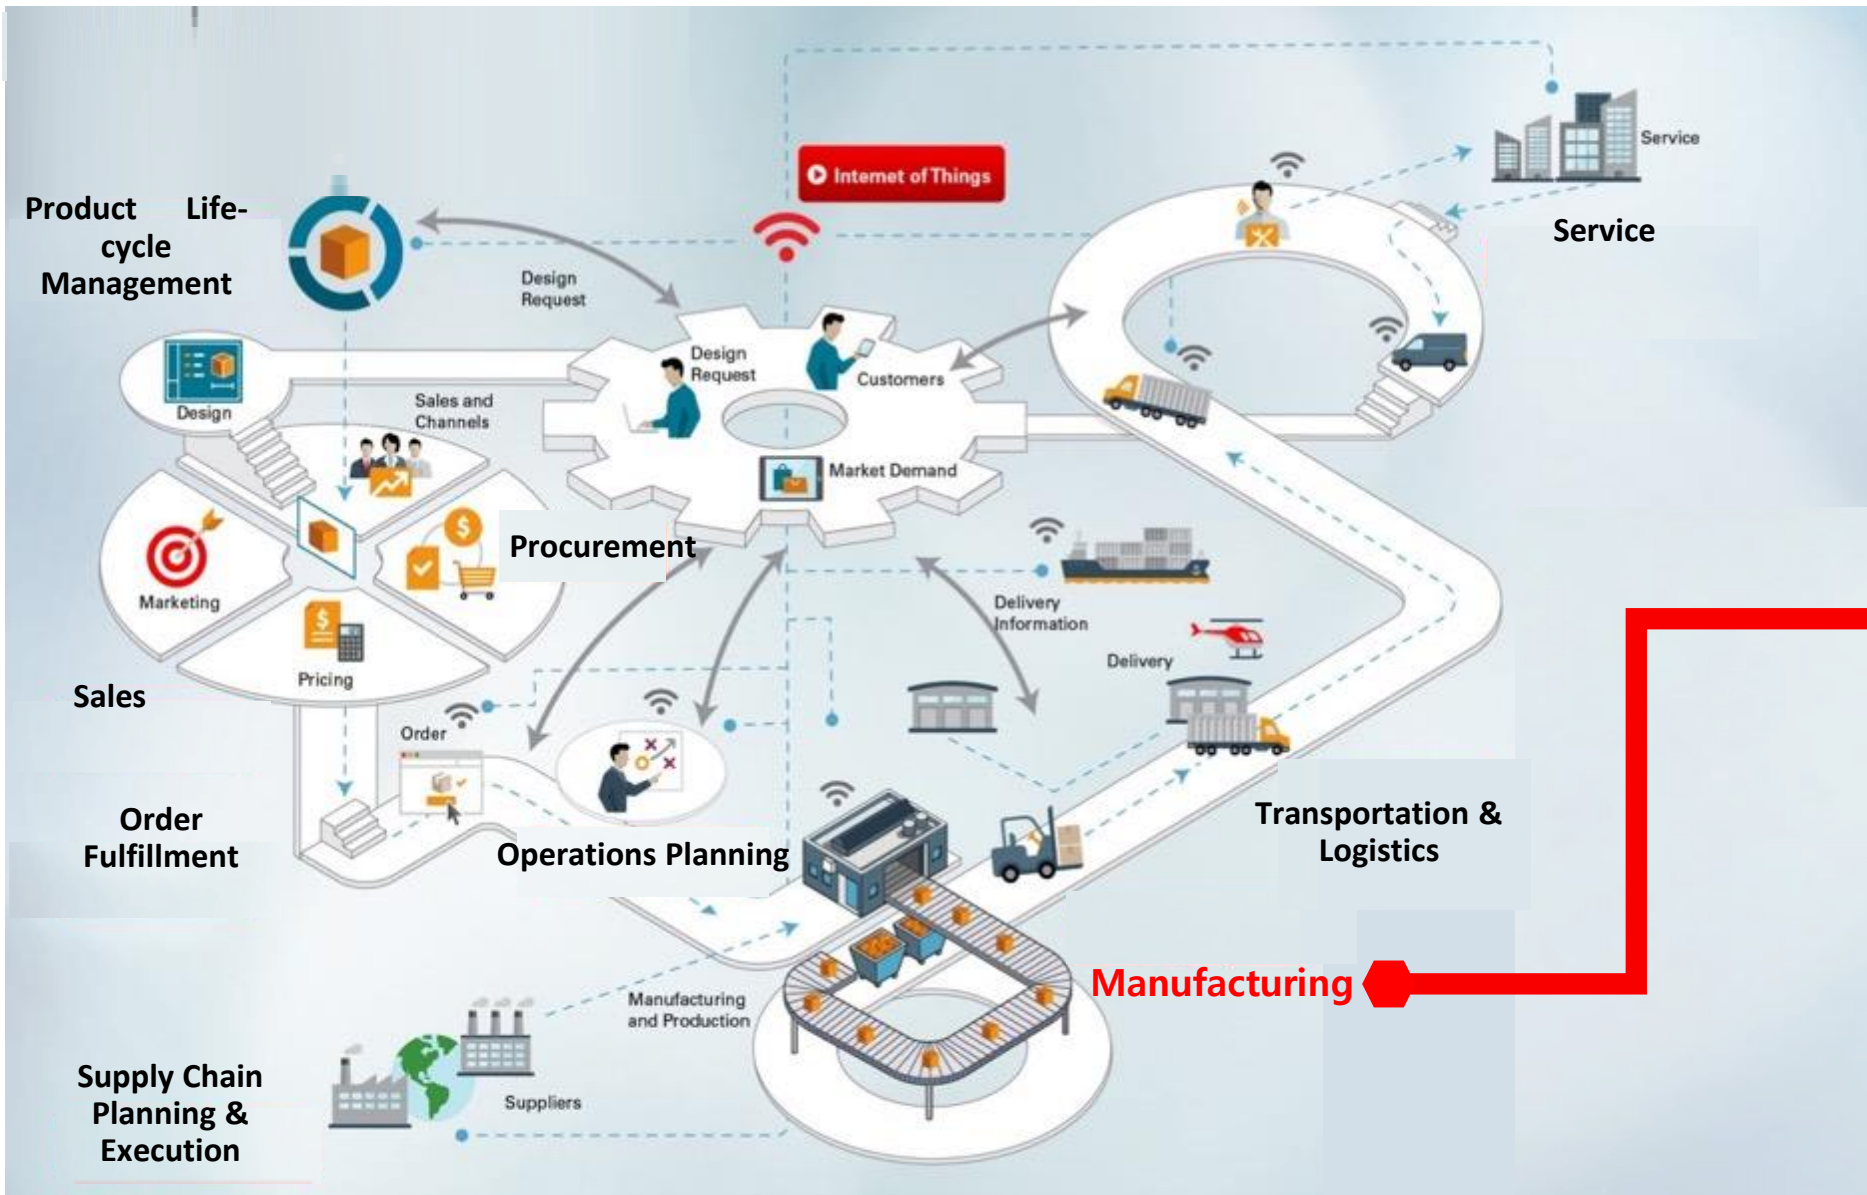 Internet of Things
Service
Service
Product Life-
cycle
Management
Design
Request
Design
Request
Customers
Design
Sales and
Channels
Market Demand
Procurement
Marketing
Delivery
Information
Delivery
Pricing
Sales
Order
Order
Fulfillment
Operations Planning
Transportation &
Logistics
Manufacturing
Manufacturing
and Production
Supply Chain
Planning &
Execution
Suppliers